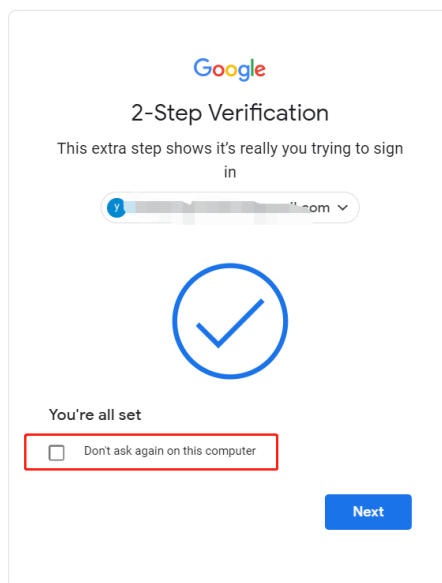 Google
2-Step Verification
This extra step shows it's really you trying to sign
in
y .com
You're all set
Don't ask again on this computer
Next